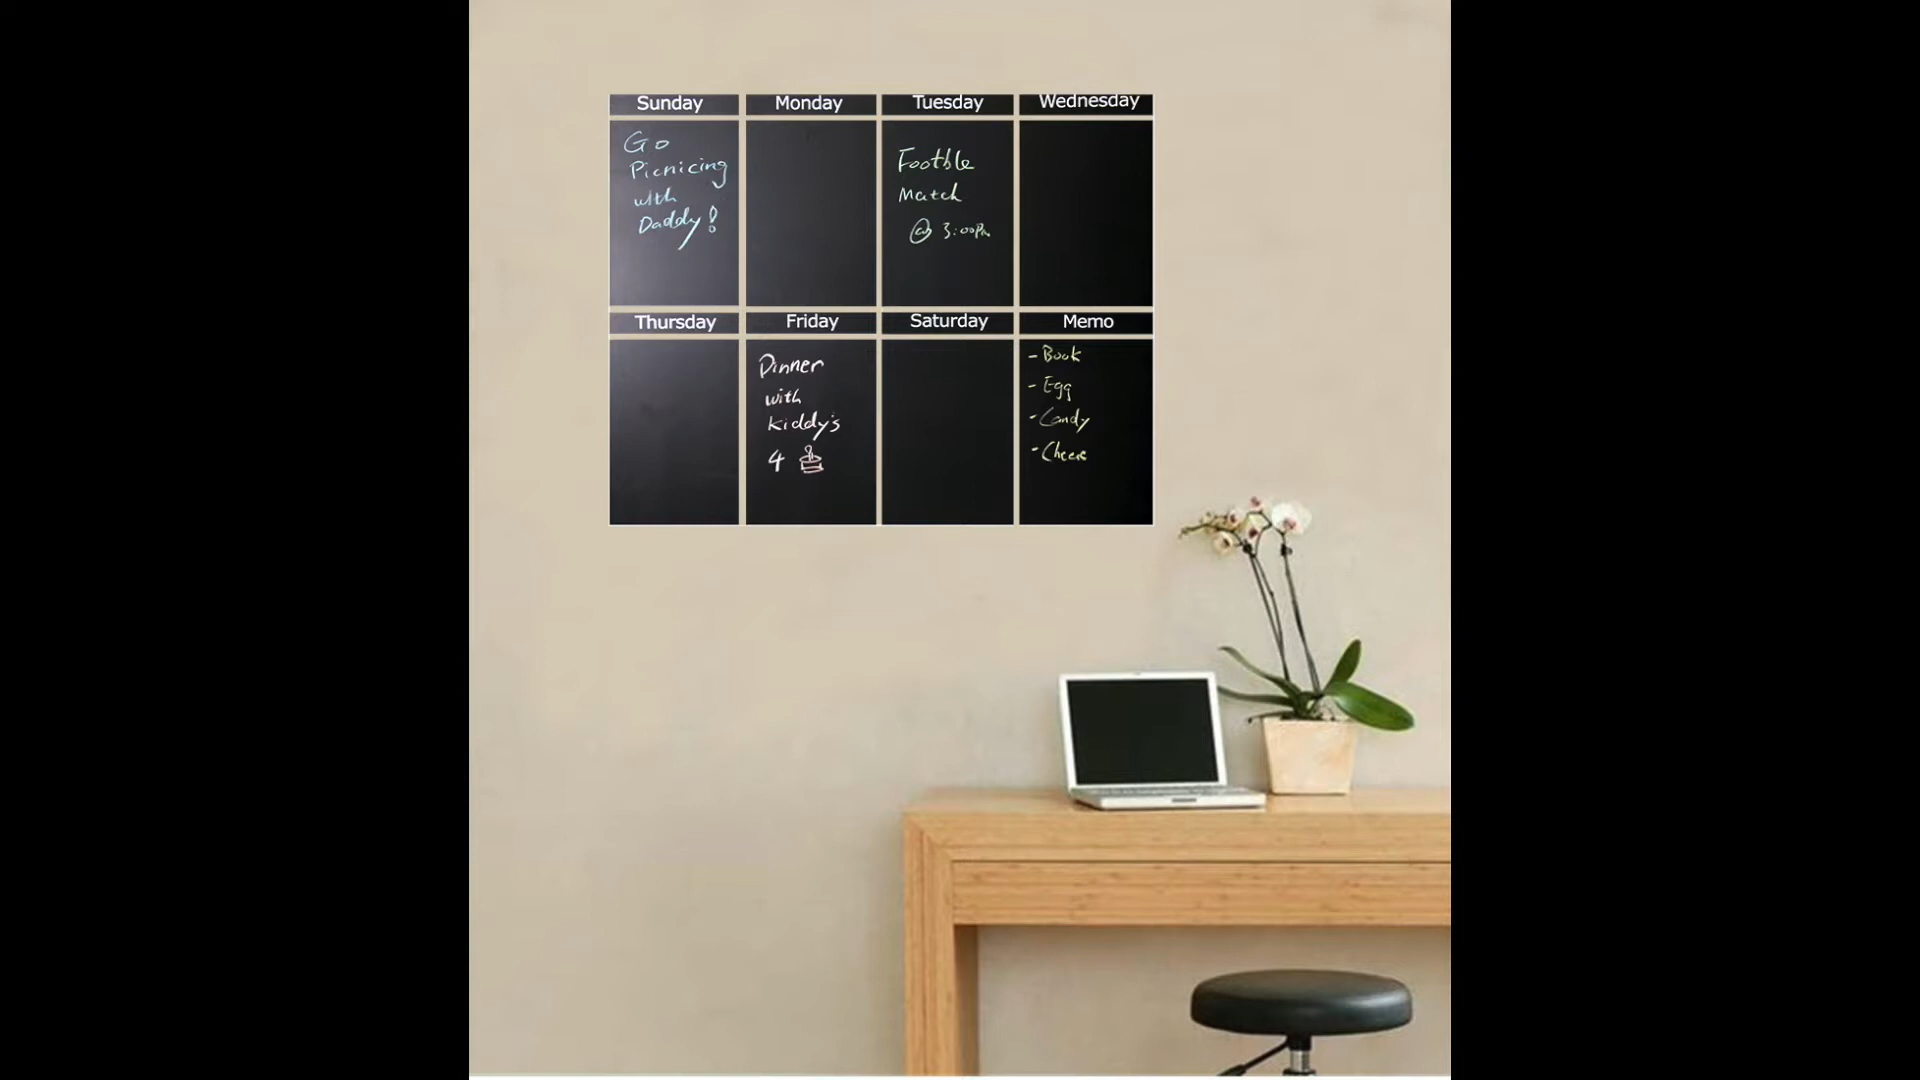 Sunday
Monday
Tuesday
Wednesday
Go
Picnicing
with
Daddy!
Footble
Match
@ 3:00PM
Thursday
Friday
Saturday
Memo
Dinner
with
Kiddy's
4
- Book
- Egg
- Candy
- Chees